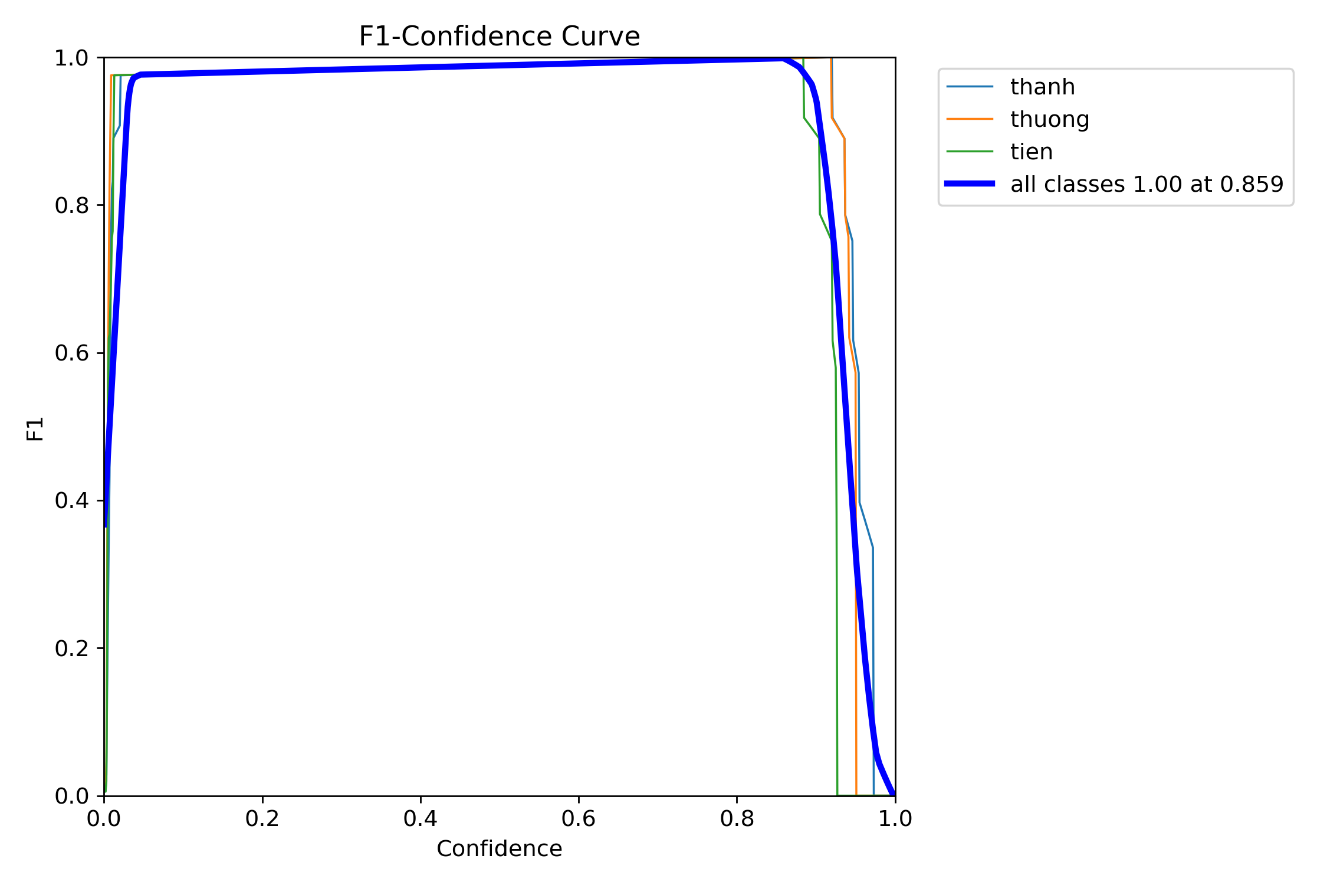 F1-Confidence Curve
1.0
0.8
0.6
0.4
0.2
0.0
F1
0.0 0.2 0.4 0.6 0.8 1.0
Confidence
thanh
thuong
tien
all classes 1.00 at 0.859